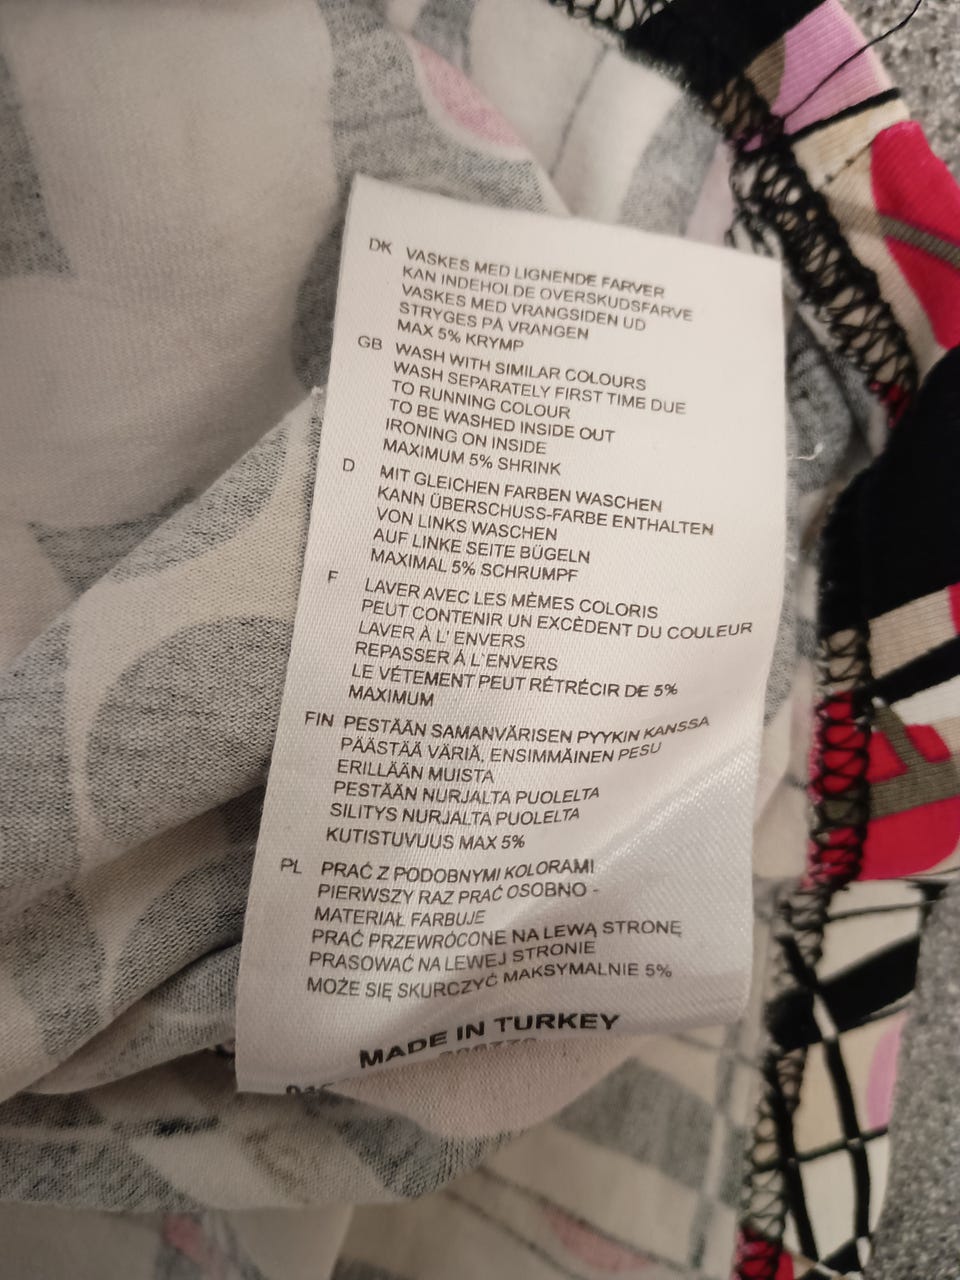 DK VASKES MED LIGNENDE FARVER
KAN INDEHOLDE OVERSKUDSFARVE
VASKES MED VRANGSIDEN UD
STRYGES PÅ VRANGEN
MAX 5% KRYMP
GB WASH WITH SIMILAR COLOURS
WASH SEPARATELY FIRST TIME DUE
TO RUNNING COLOUR
TO BE WASHED INSIDE OUT
IRONING ON INSIDE
MAXIMUM 5% SHRINK
D MIT GLEICHEN FARBEN WASCHEN
KANN ÜBERSCHUSS-FARBE ENTHALTEN
VON LINKS WASCHEN
AUF LINKE SEITE BÜGELN
MAXIMAL 5% SCHRUMPF
F LAVER AVEC LES MÊMES COLORIS
PEUT CONTENIR UN EXCÈDENT DU COULEUR
LAVER À L' ENVERS
REPASSER Á L`ENVERS
LE VÉTEMENT PEUT RÉTRÉCIR DE 5%
MAXIMUM
FIN PESTÄÄN SAMANVÄRISEN PYYKIN KANSSA
PÄÄSTÄÄ VÄRIÄ, ENSIMMÄINEN PESU
ERILLÄÄN MUISTA
PESTÄÄN NURJALTA PUOLELTA
SILITYS NURJALTA PUOLELTA
KUTISTUVUUS MAX 5%
PL PRAĆ Z PODOBNYMI KOLORAMI
PIERWSZY RAZ PRAĆ OSOBNO -
MATERIAŁ FARBUJE
PRAĆ PRZEWRÓCONE NA LEWĄ STRONĘ
PRASOWAĆ NA LEWEJ STRONIE
MOŻE SIĘ SKURCZYĆ MAKSYMALNIE 5%
MADE IN TURKEY